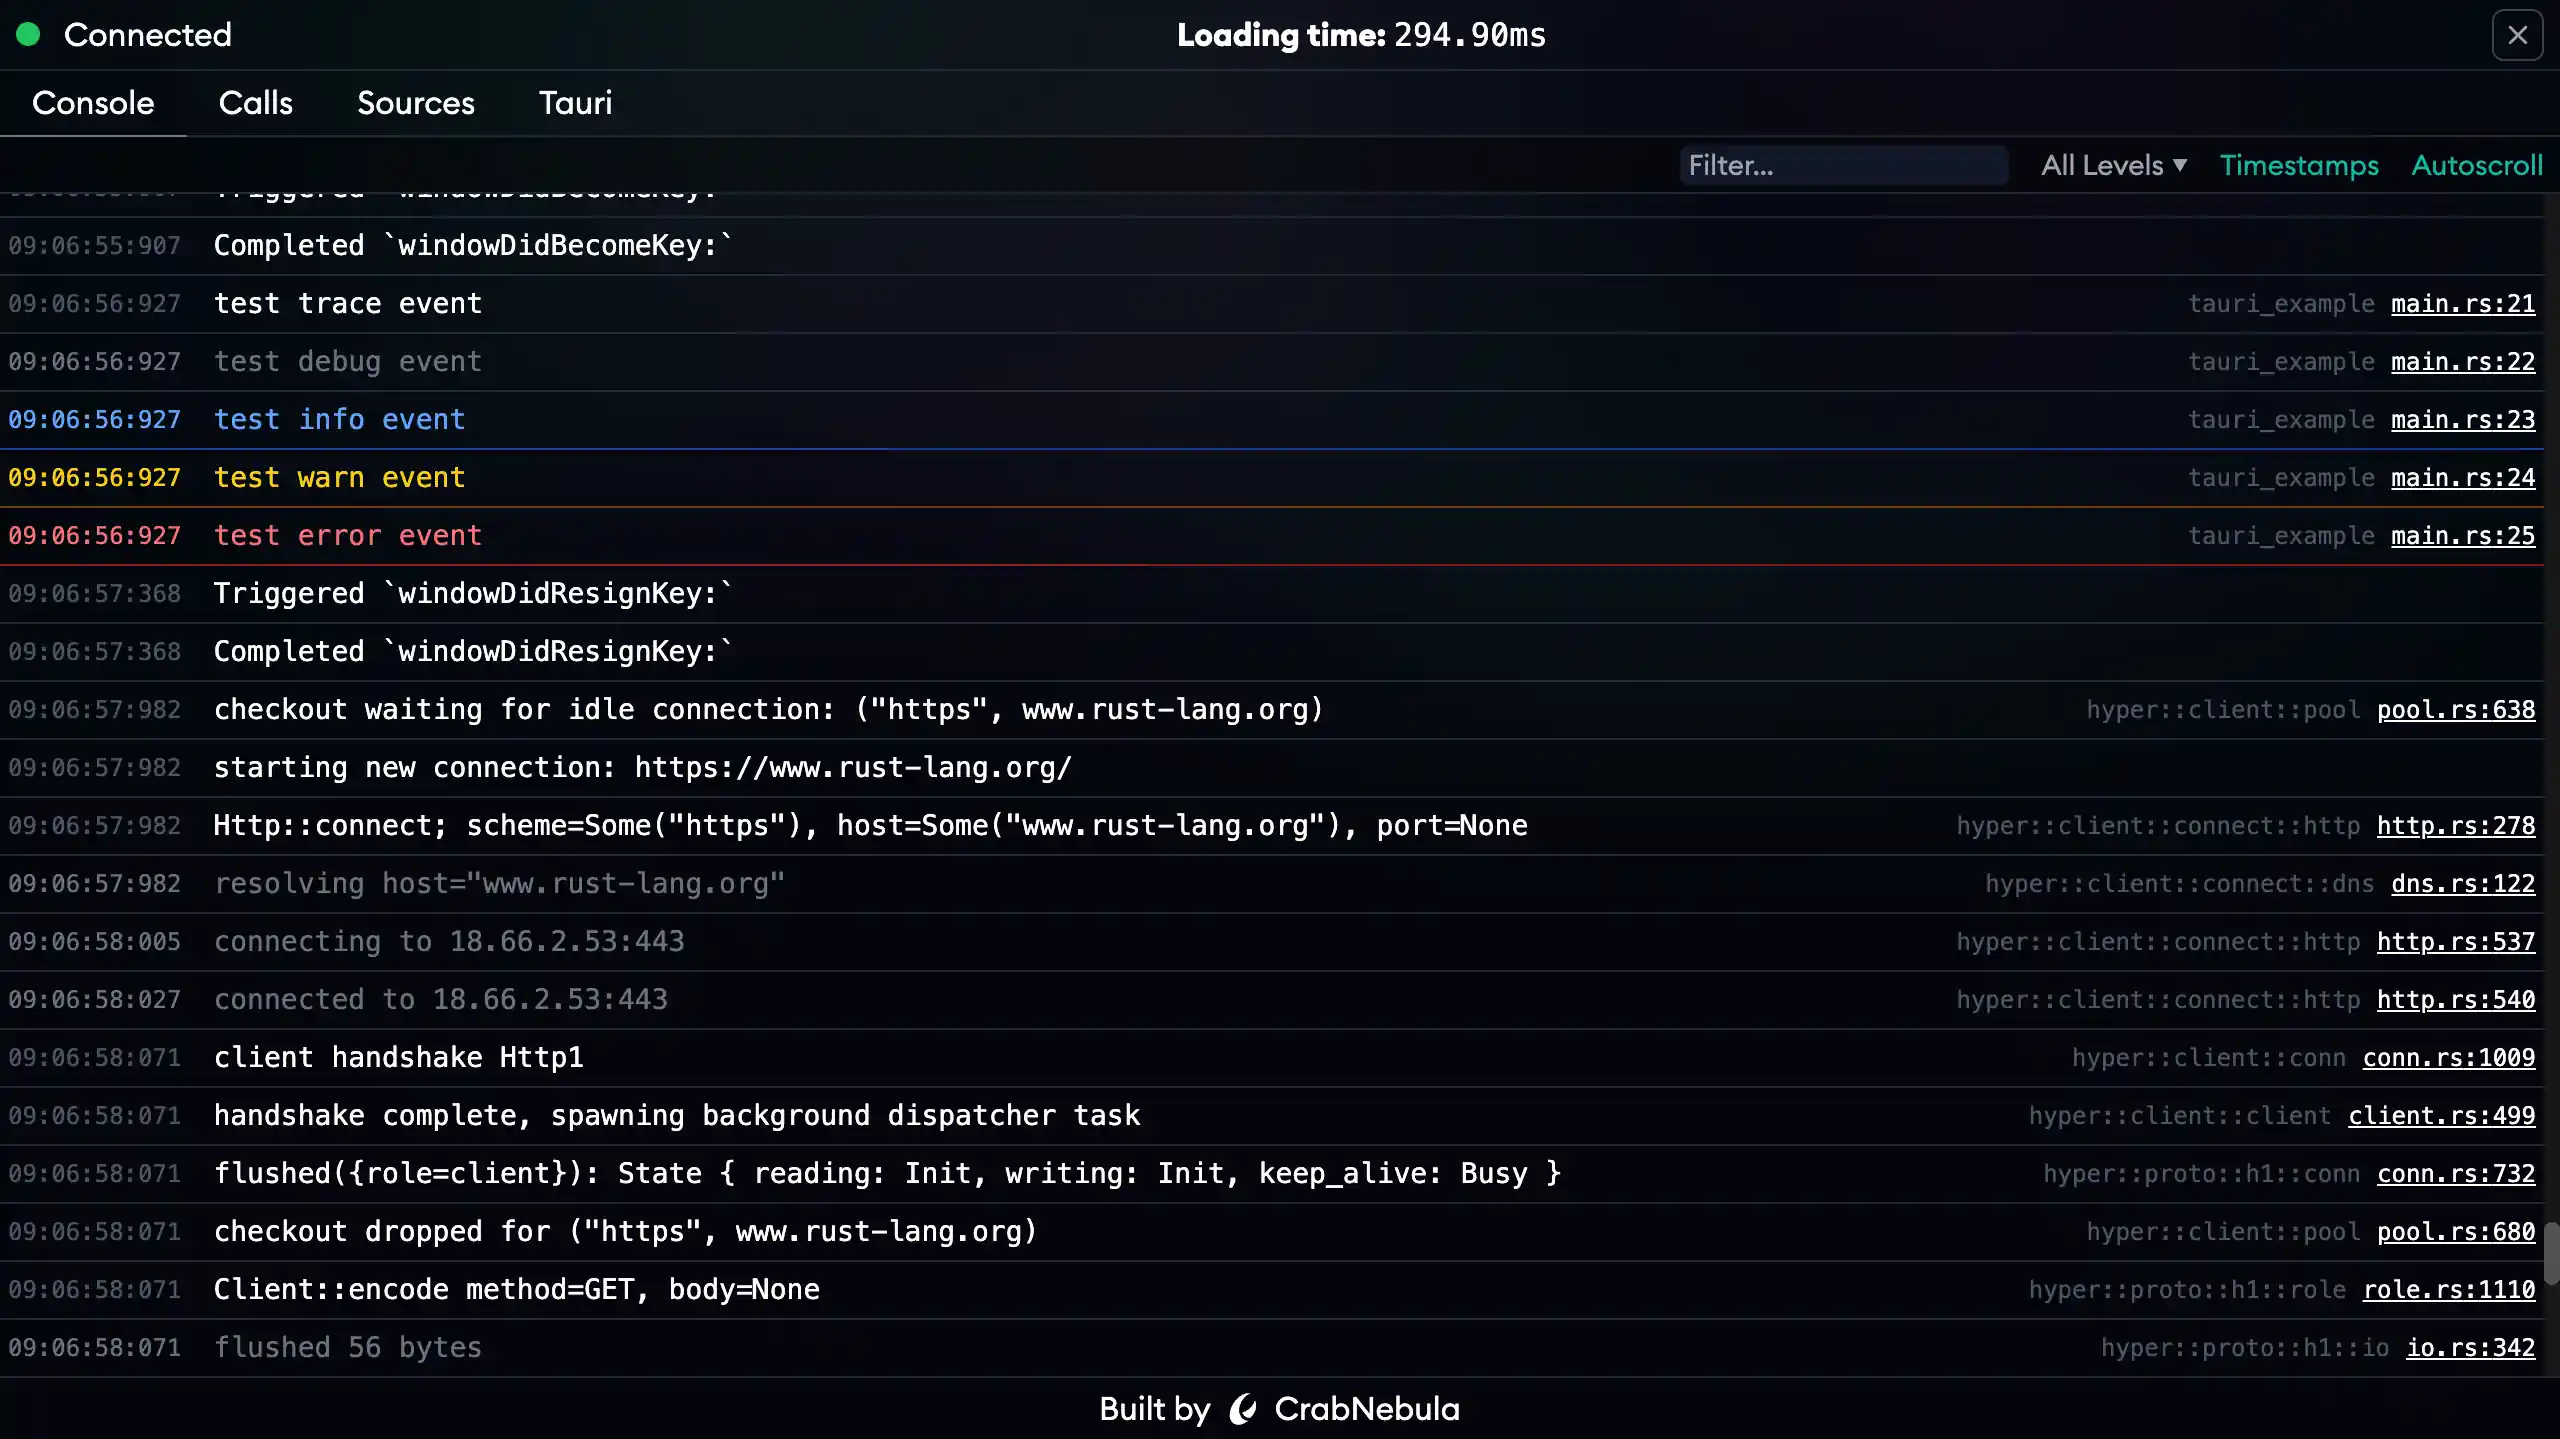 Connected
Loading time: 294.90ms
Console Calls Sources Tauri
Filter... All Levels ▼ Timestamps Autoscroll
Triggered `windowDidBecomeKey:`
09:06:55:907 Completed `windowDidBecomeKey:`
09:06:56:927 test trace event tauri_example main.rs:21
09:06:56:927 test debug event tauri_example main.rs:22
09:06:56:927 test info event tauri_example main.rs:23
09:06:56:927 test warn event tauri_example main.rs:24
09:06:56:927 test error event tauri_example main.rs:25
09:06:57:368 Triggered `windowDidResignKey:`
09:06:57:368 Completed `windowDidResignKey:`
09:06:57:982 checkout waiting for idle connection: ("https", www.rust-lang.org) hyper::client::pool pool.rs:638
09:06:57:982 starting new connection: https://www.rust-lang.org/
09:06:57:982 Http::connect; scheme=Some("https"), host=Some("www.rust-lang.org"), port=None hyper::client::connect::http http.rs:278
09:06:57:982 resolving host="www.rust-lang.org" hyper::client::connect::dns dns.rs:122
09:06:58:005 connecting to 18.66.2.53:443 hyper::client::connect::http http.rs:537
09:06:58:027 connected to 18.66.2.53:443 hyper::client::connect::http http.rs:540
09:06:58:071 client handshake Http1 hyper::client::conn conn.rs:1009
09:06:58:071 handshake complete, spawning background dispatcher task hyper::client::client client.rs:499
09:06:58:071 flushed({role=client}): State { reading: Init, writing: Init, keep_alive: Busy } hyper::proto::h1::conn conn.rs:732
09:06:58:071 checkout dropped for ("https", www.rust-lang.org) hyper::client::pool pool.rs:680
09:06:58:071 Client::encode method=GET, body=None hyper::proto::h1::role role.rs:1110
09:06:58:071 flushed 56 bytes hyper::proto::h1::io io.rs:342
Built by CrabNebula